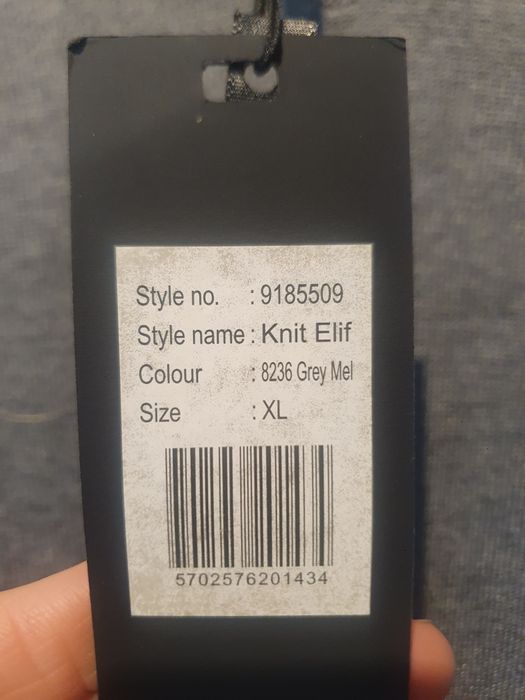 Style no. : 9185509
Style name : Knit Elif
Colour : 8236 Grey Mel
Size : XL
5702576201434